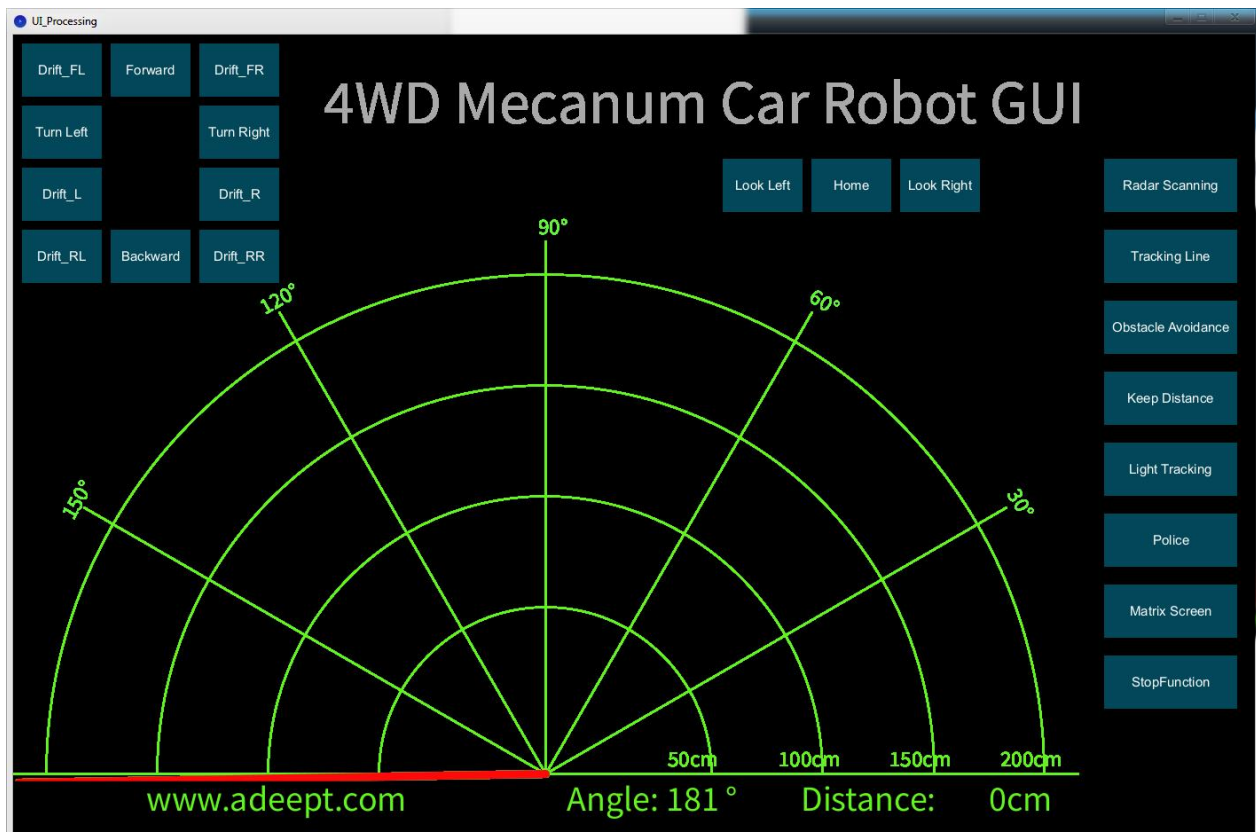 UI_Processing
Drift_FL Forward Drift_FR
4WD Mecanum Car Robot GUI
Turn Left Turn Right
Look Left Home Look Right Radar Scanning
Drift_L Drift_R
90°
Drift_RL Backward Drift_RR
Tracking Line
120° 60°
Obstacle Avoidance
Keep Distance
Light Tracking
150° 30°
Police
Matrix Screen
StopFunction
50cm 100cm 150cm 200cm
www.adeept.com Angle: 181 ° Distance: 0cm